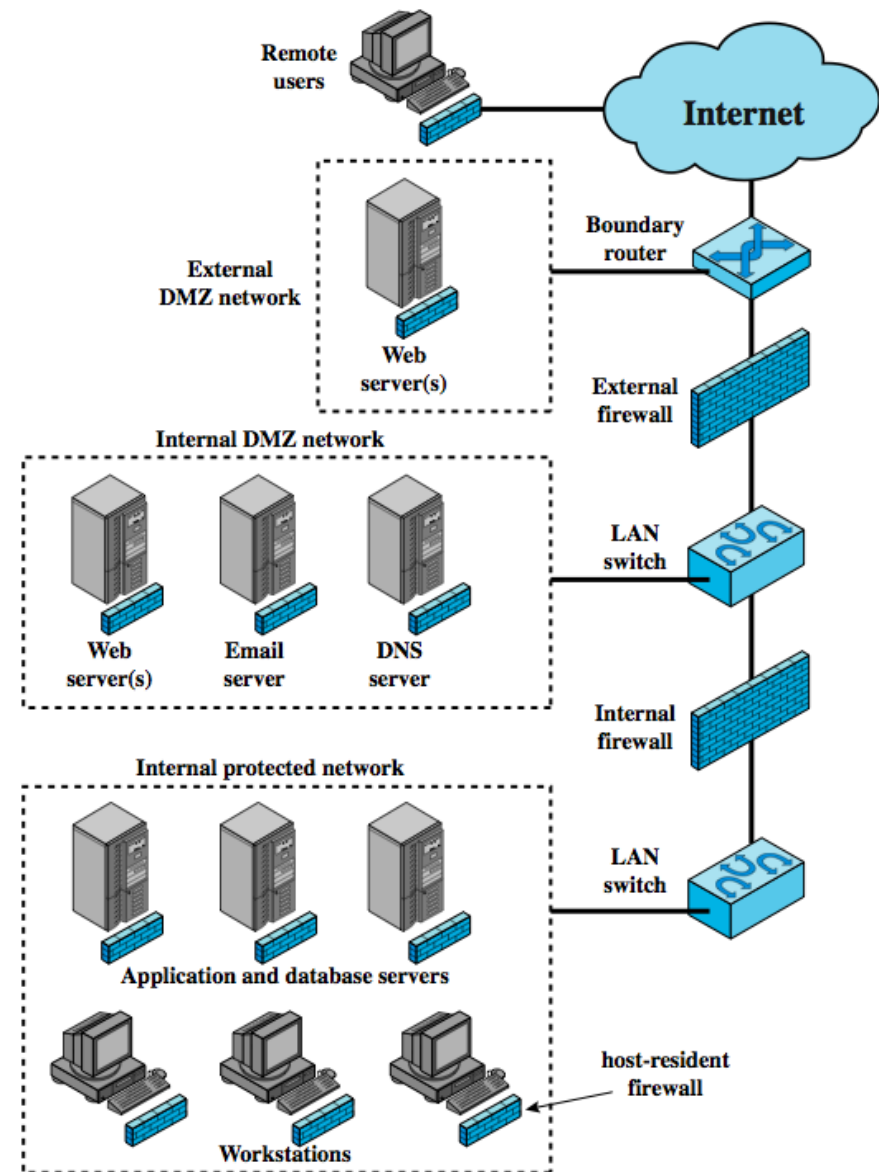 Remote
users
Internet
Boundary
router
External
DMZ network
Web
server(s)
External
firewall
Internal DMZ network
LAN
switch
Web
server(s)
Email
server
DNS
server
Internal
firewall
Internal protected network
LAN
switch
Application and database servers
host-resident
firewall
Workstations